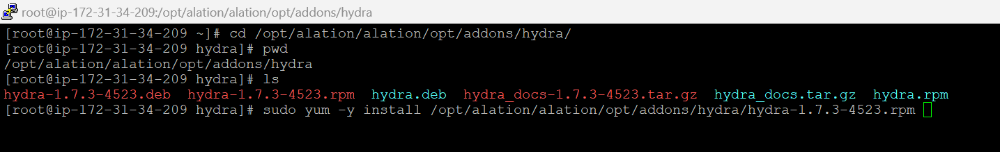 root@ip-172-31-34-209:/opt/alation/alation/opt/addons/hydra
[root@ip-172-31-34-209 ~]# cd /opt/alation/alation/opt/addons/hydra/
[root@ip-172-31-34-209 hydra]# pwd
/opt/alation/alation/opt/addons/hydra
[root@ip-172-31-34-209 hydra]# ls
hydra-1.7.3-4523.deb  hydra-1.7.3-4523.rpm  hydra.deb  hydra_docs-1.7.3-4523.tar.gz  hydra_docs.tar.gz  hydra.rpm
[root@ip-172-31-34-209 hydra]# sudo yum -y install /opt/alation/alation/opt/addons/hydra/hydra-1.7.3-4523.rpm